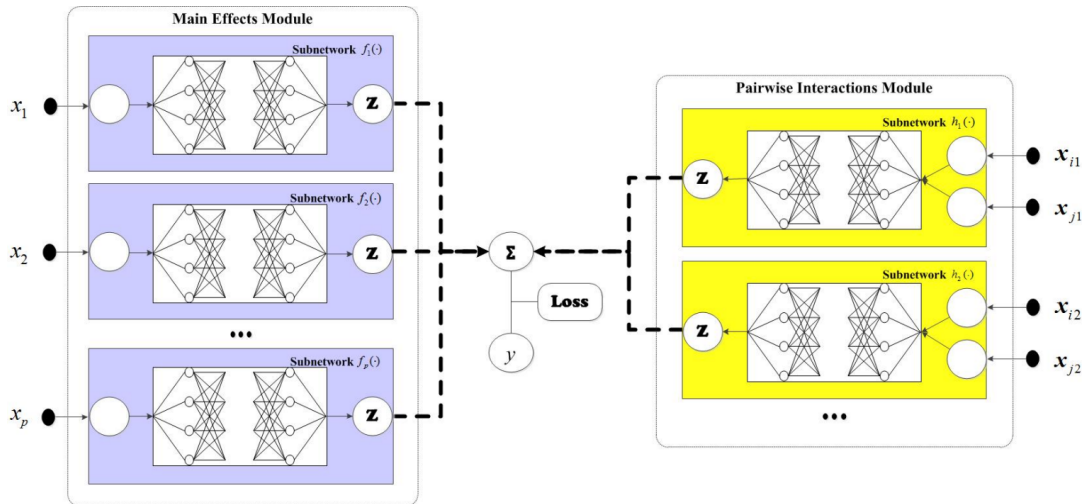 Main Effects Module
Subnetwork f₁(·)
x₁
z
Subnetwork f₂(·)
x₂
z
•••
Subnetwork fₚ(·)
xₚ
z
Σ
Loss
y
Pairwise Interactions Module
Subnetwork h₁(·)
z
xᵢ₁
xⱼ₁
Subnetwork h₂(·)
z
xᵢ₂
xⱼ₂
•••